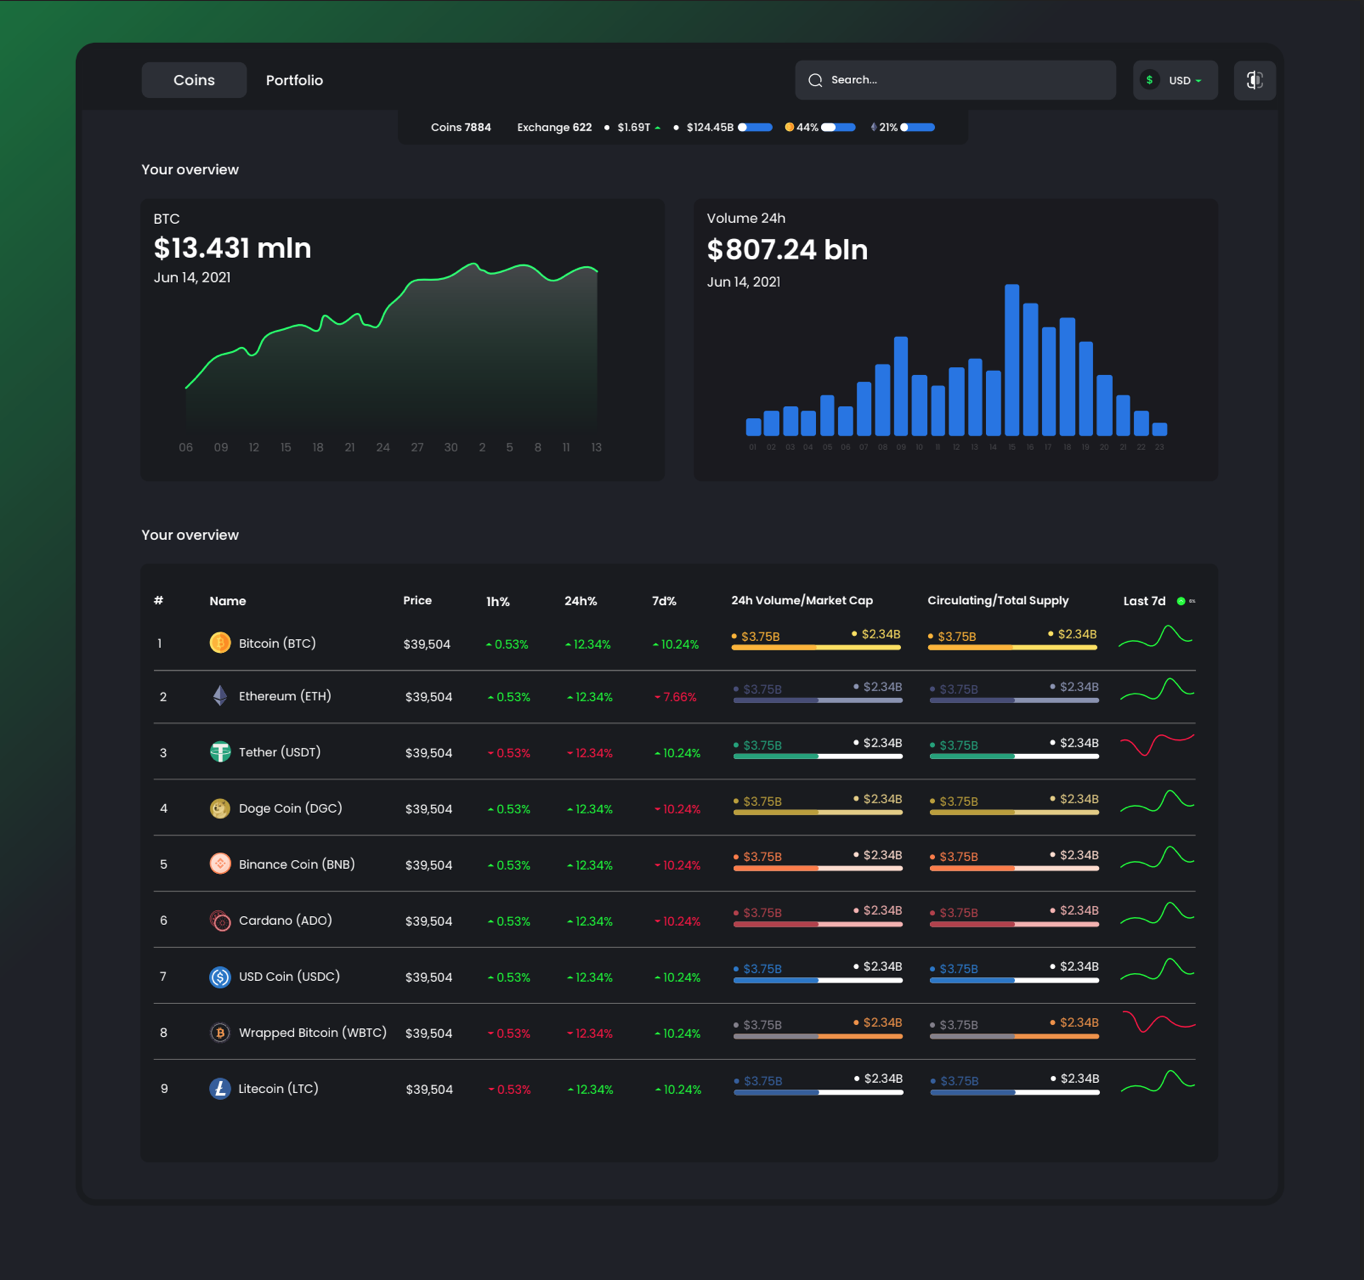 Coins Portfolio Search... $ USD
Coins 7884 Exchange 622 $1.69T $124.45B 44% 21%
Your overview
BTC
$13.431 mln
Jun 14, 2021
06 09 12 15 18 21 24 27 30 2 5 8 11 13
Volume 24h
$807.24 bln
Jun 14, 2021
01 02 03 04 05 06 07 08 09 10 11 12 13 14 15 16 17 18 19 20 21 22 23
Your overview
# Name Price 1h% 24h% 7d% 24h Volume/Market Cap Circulating/Total Supply Last 7d
1 Bitcoin (BTC) $39,504 0.53% 12.34% 10.24% $3.75B $2.34B $3.75B $2.34B
2 Ethereum (ETH) $39,504 0.53% 12.34% 7.66% $3.75B $2.34B $3.75B $2.34B
3 Tether (USDT) $39,504 0.53% 12.34% 10.24% $3.75B $2.34B $3.75B $2.34B
4 Doge Coin (DGC) $39,504 0.53% 12.34% 10.24% $3.75B $2.34B $3.75B $2.34B
5 Binance Coin (BNB) $39,504 0.53% 12.34% 10.24% $3.75B $2.34B $3.75B $2.34B
6 Cardano (ADO) $39,504 0.53% 12.34% 10.24% $3.75B $2.34B $3.75B $2.34B
7 USD Coin (USDC) $39,504 0.53% 12.34% 10.24% $3.75B $2.34B $3.75B $2.34B
8 Wrapped Bitcoin (WBTC) $39,504 0.53% 12.34% 10.24% $3.75B $2.34B $3.75B $2.34B
9 Litecoin (LTC) $39,504 0.53% 12.34% 10.24% $3.75B $2.34B $3.75B $2.34B